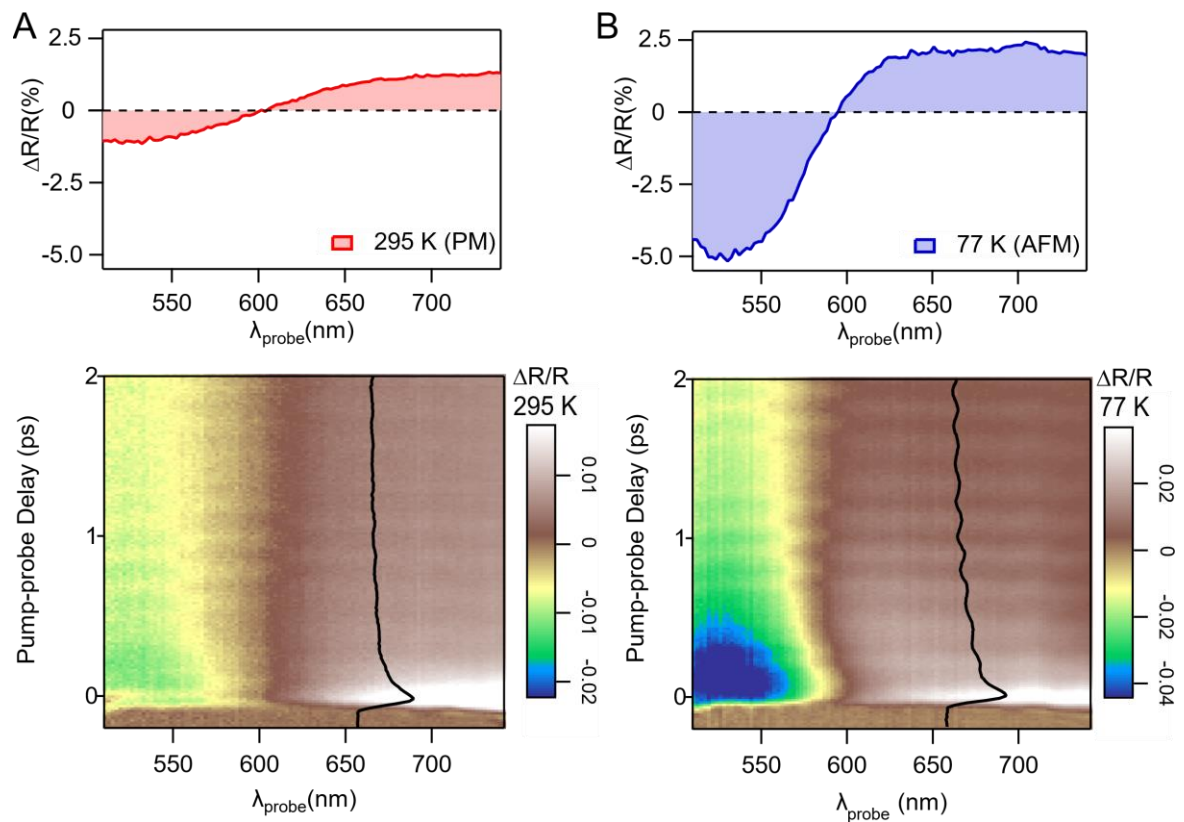 A
2.5
0
-2.5
-5.0
ΔR/R(%)
295 K (PM)
550 600 650 700
λprobe(nm)
B
2.5
0
-2.5
-5.0
ΔR/R(%)
77 K (AFM)
550 600 650 700
λprobe(nm)
2
1
0
Pump-probe Delay (ps)
550 600 650 700
λprobe(nm)
ΔR/R
295 K
0.01
0
-0.01
-0.02
2
1
0
Pump-probe Delay (ps)
550 600 650 700
λprobe (nm)
ΔR/R
77 K
0.02
0
-0.02
-0.04